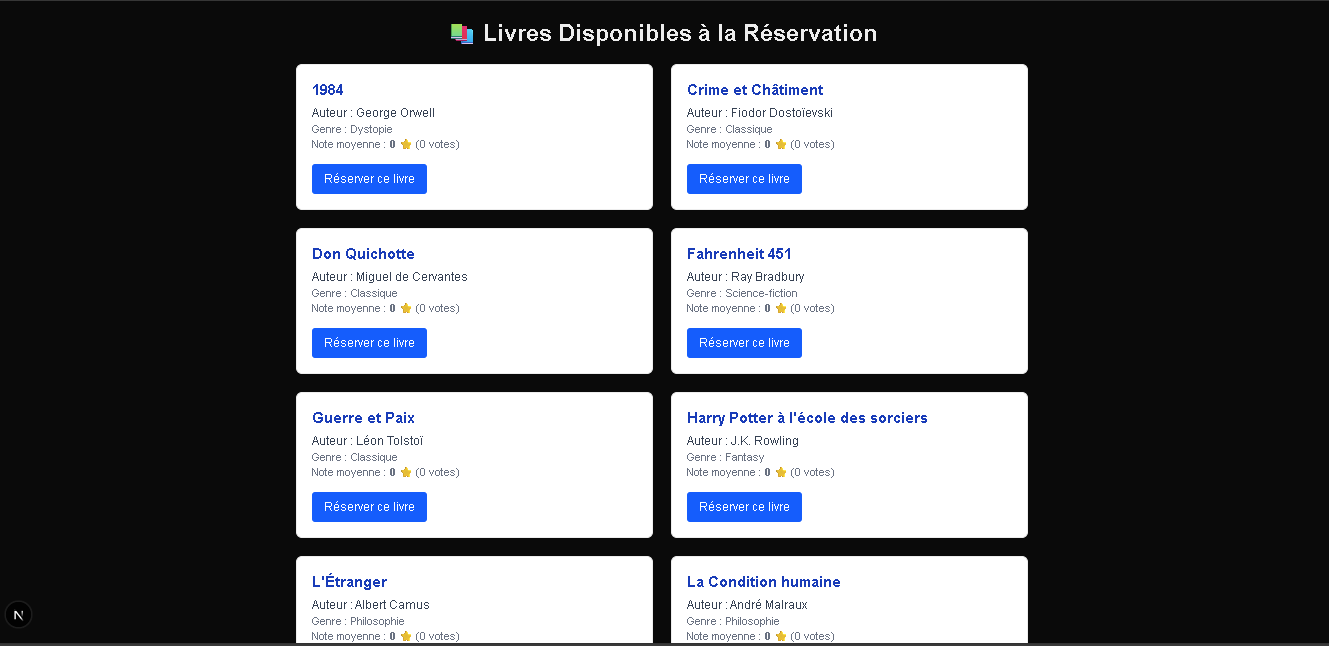 Livres Disponibles à la Réservation
1984
Auteur : George Orwell
Genre : Dystopie
Note moyenne : 0 ⭐ (0 votes)
Réserver ce livre
Crime et Châtiment
Auteur : Fiodor Dostoïevski
Genre : Classique
Note moyenne : 0 ⭐ (0 votes)
Réserver ce livre
Don Quichotte
Auteur : Miguel de Cervantes
Genre : Classique
Note moyenne : 0 ⭐ (0 votes)
Réserver ce livre
Fahrenheit 451
Auteur : Ray Bradbury
Genre : Science-fiction
Note moyenne : 0 ⭐ (0 votes)
Réserver ce livre
Guerre et Paix
Auteur : Léon Tolstoï
Genre : Classique
Note moyenne : 0 ⭐ (0 votes)
Réserver ce livre
Harry Potter à l'école des sorciers
Auteur : J.K. Rowling
Genre : Fantasy
Note moyenne : 0 ⭐ (0 votes)
Réserver ce livre
L'Étranger
Auteur : Albert Camus
Genre : Philosophie
Note moyenne : 0 ⭐ (0 votes)
La Condition humaine
Auteur : André Malraux
Genre : Philosophie
Note moyenne : 0 ⭐ (0 votes)
N